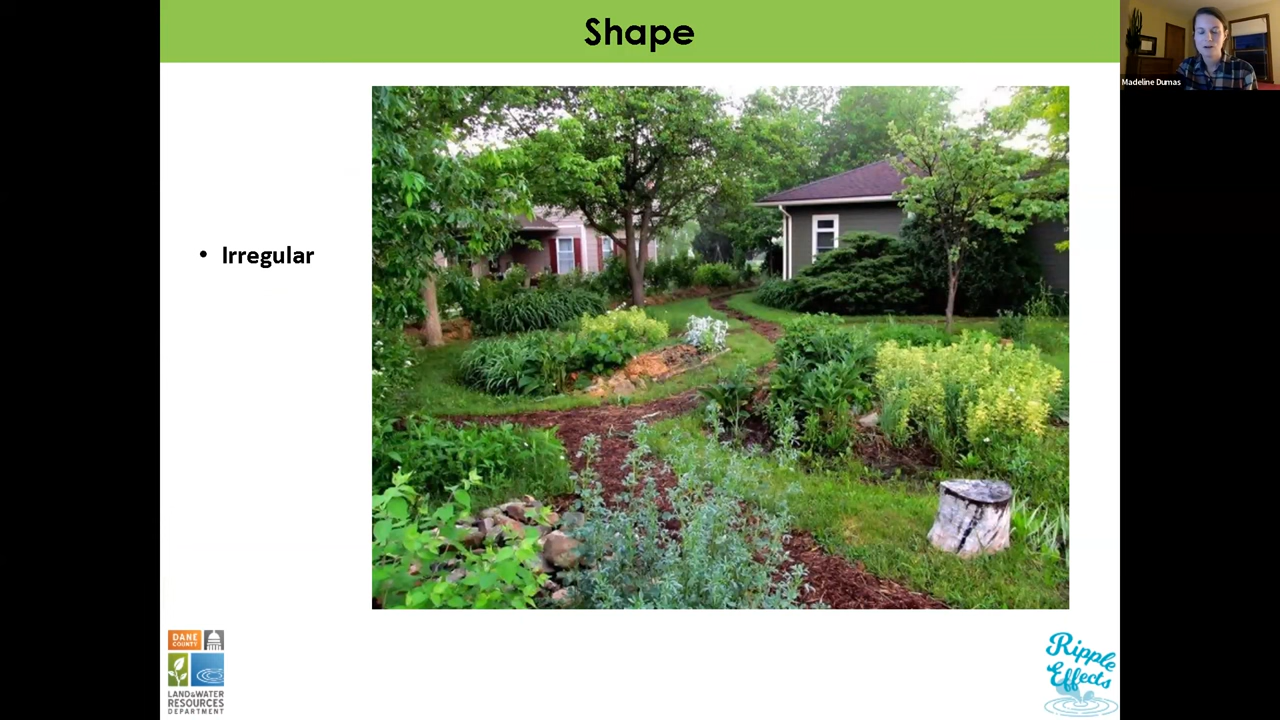 Shape
Madeline Dumas
• Irregular
DANE
COUNTY
LAND&WATER
RESOURCES
DEPARTMENT
Ripple
Effects